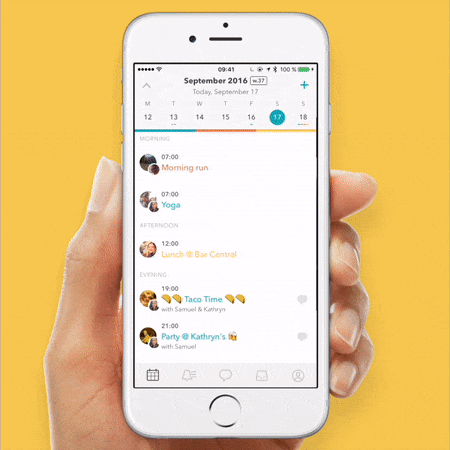 09:41
100 %
September 2016 w.37
Today, September 17
M T W T F S S
12 13 14 15 16 17 18
MORNING
07:00
Morning run
07:00
Yoga
AFTERNOON
12:00
Lunch @ Bae Central
EVENING
19:00
🌮🌮 Taco Time 🌮🌮
with Samuel & Kathryn
21:00
Party @ Kathryn's 🍻
with Samuel